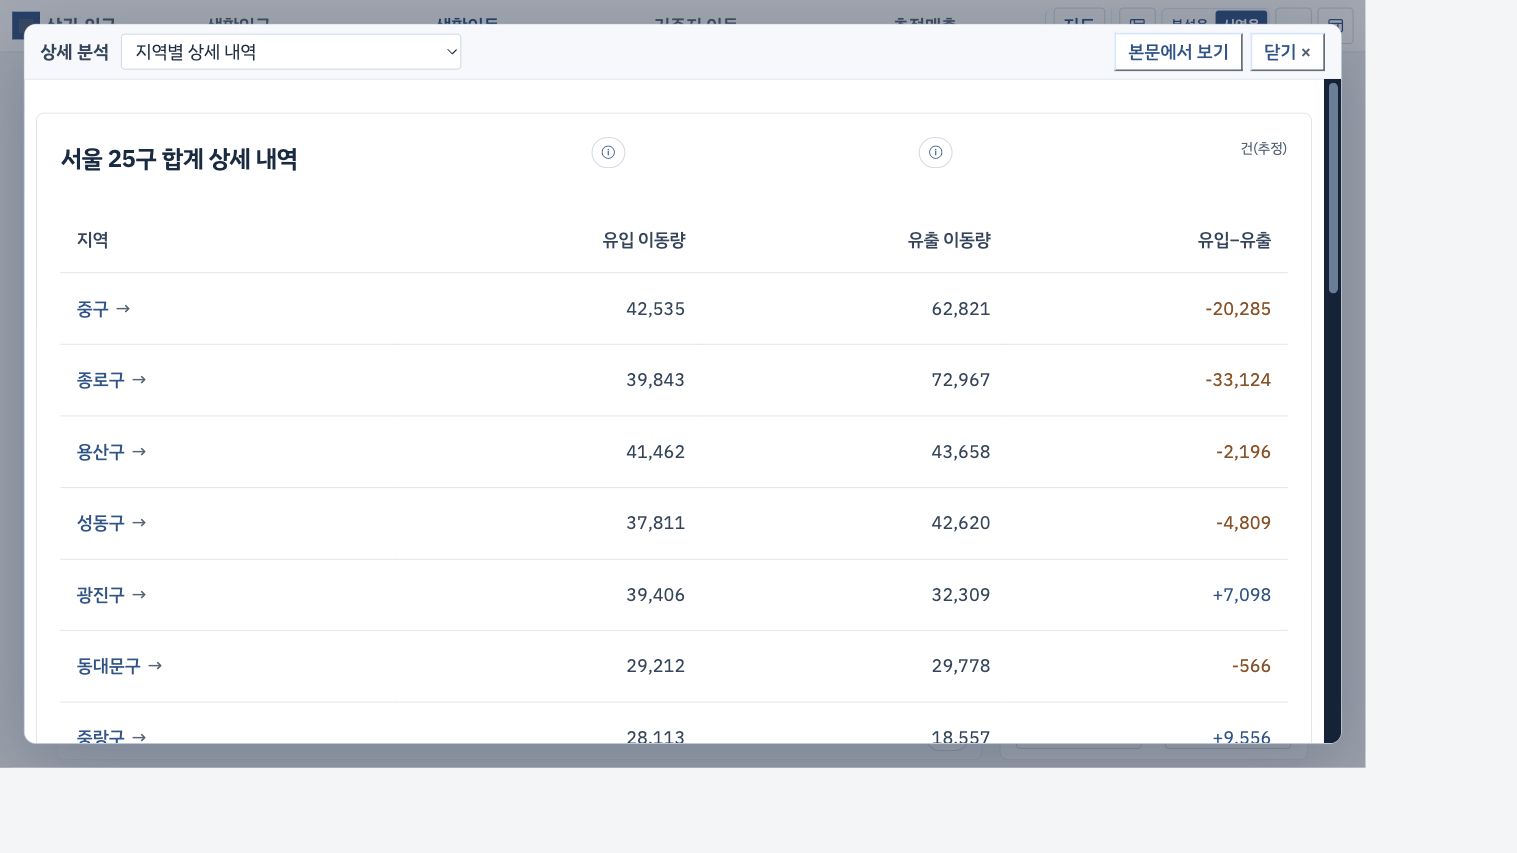 상세 분석 지역별 상세 내역 본문에서 보기 닫기 ×
서울 25구 합계 상세 내역 건(추정)
지역 유입 이동량 유출 이동량 유입−유출
중구 → 42,535 62,821 -20,285
종로구 → 39,843 72,967 -33,124
용산구 → 41,462 43,658 -2,196
성동구 → 37,811 42,620 -4,809
광진구 → 39,406 32,309 +7,098
동대문구 → 29,212 29,778 -566
중랑구 → 28,113 18,557 +9,556